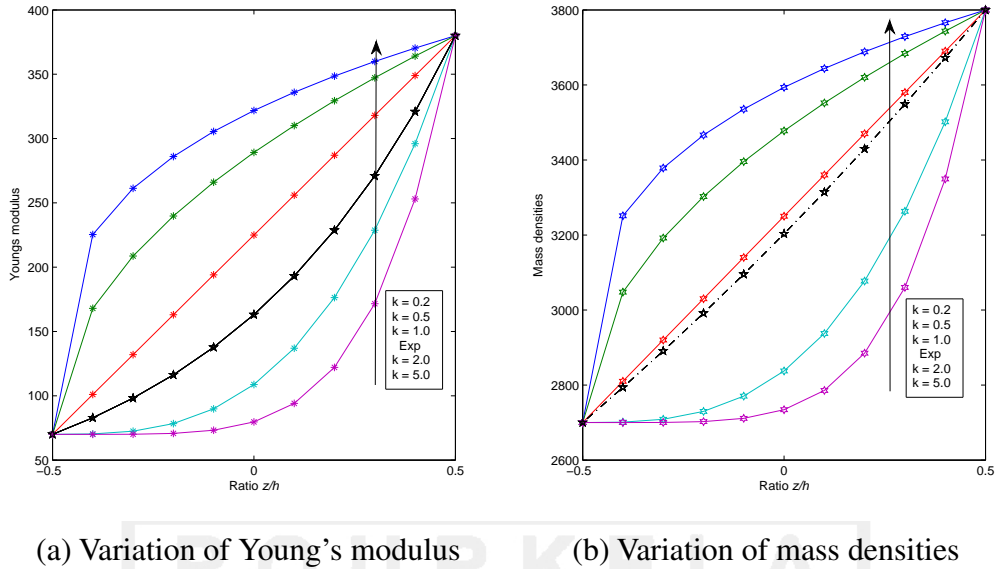 400
350
300
250
200
150
100
50
−0.5
0
0.5
Youngs modulus
Ratio z/h
k = 0.2
k = 0.5
k = 1.0
Exp
k = 2.0
k = 5.0
3800
3600
3400
3200
3000
2800
2600
−0.5
0
0.5
Mass densities
Ratio z/h
k = 0.2
k = 0.5
k = 1.0
Exp
k = 2.0
k = 5.0
(a) Variation of Young's modulus
(b) Variation of mass densities